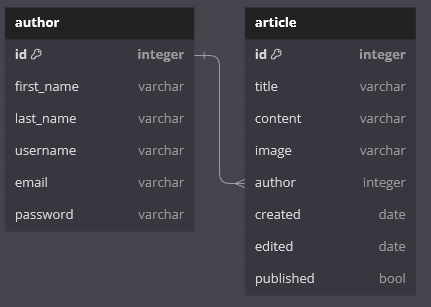 author
id integer
first_name varchar
last_name varchar
username varchar
email varchar
password varchar
article
id integer
title varchar
content varchar
image varchar
author integer
created date
edited date
published bool